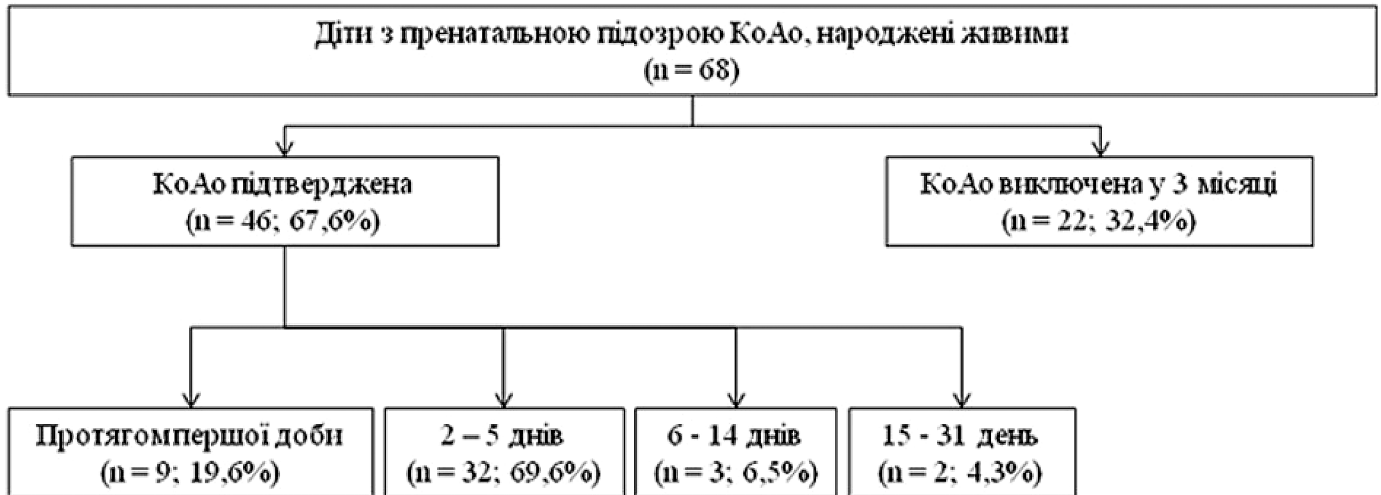 Діти з пренатальною підозрою КоАо, народжені живими
(n = 68)
КоАо підтверджена
(n = 46; 67,6%)
КоАо виключена у 3 місяці
(n = 22; 32,4%)
Протягом першої доби
(n = 9; 19,6%)
2 – 5 днів
(n = 32; 69,6%)
6 - 14 днів
(n = 3; 6,5%)
15 - 31 день
(n = 2; 4,3%)